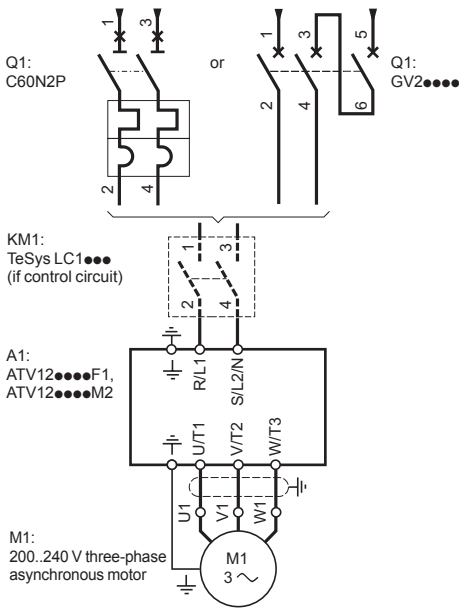 1
3
1
3
5
Q1:
C60N2P
or
Q1:
GV2●●●●
2
4
6
2
4
KM1:
TeSys LC1●●●
(if control circuit)
1
3
2
4
A1:
ATV12●●●●F1,
ATV12●●●●M2
R/L1
S/L2/N
U/T1
V/T2
W/T3
U1
V1
W1
M1:
200..240 V three-phase
asynchronous motor
M1
3 ~